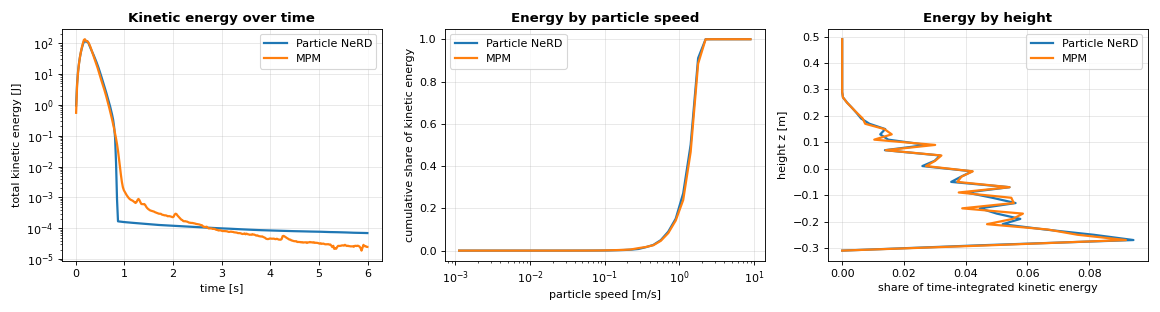 Kinetic energy over time
total kinetic energy [J]
10²
10¹
10⁰
10⁻¹
10⁻²
10⁻³
10⁻⁴
10⁻⁵
Particle NeRD
MPM
0
1
2
3
4
5
6
time [s]
Energy by particle speed
cumulative share of kinetic energy
1.0
0.8
0.6
0.4
0.2
0.0
Particle NeRD
MPM
10⁻³
10⁻²
10⁻¹
10⁰
10¹
particle speed [m/s]
Energy by height
height z [m]
0.5
0.4
0.3
0.2
0.1
0.0
−0.1
−0.2
−0.3
Particle NeRD
MPM
0.00
0.02
0.04
0.06
0.08
share of time-integrated kinetic energy